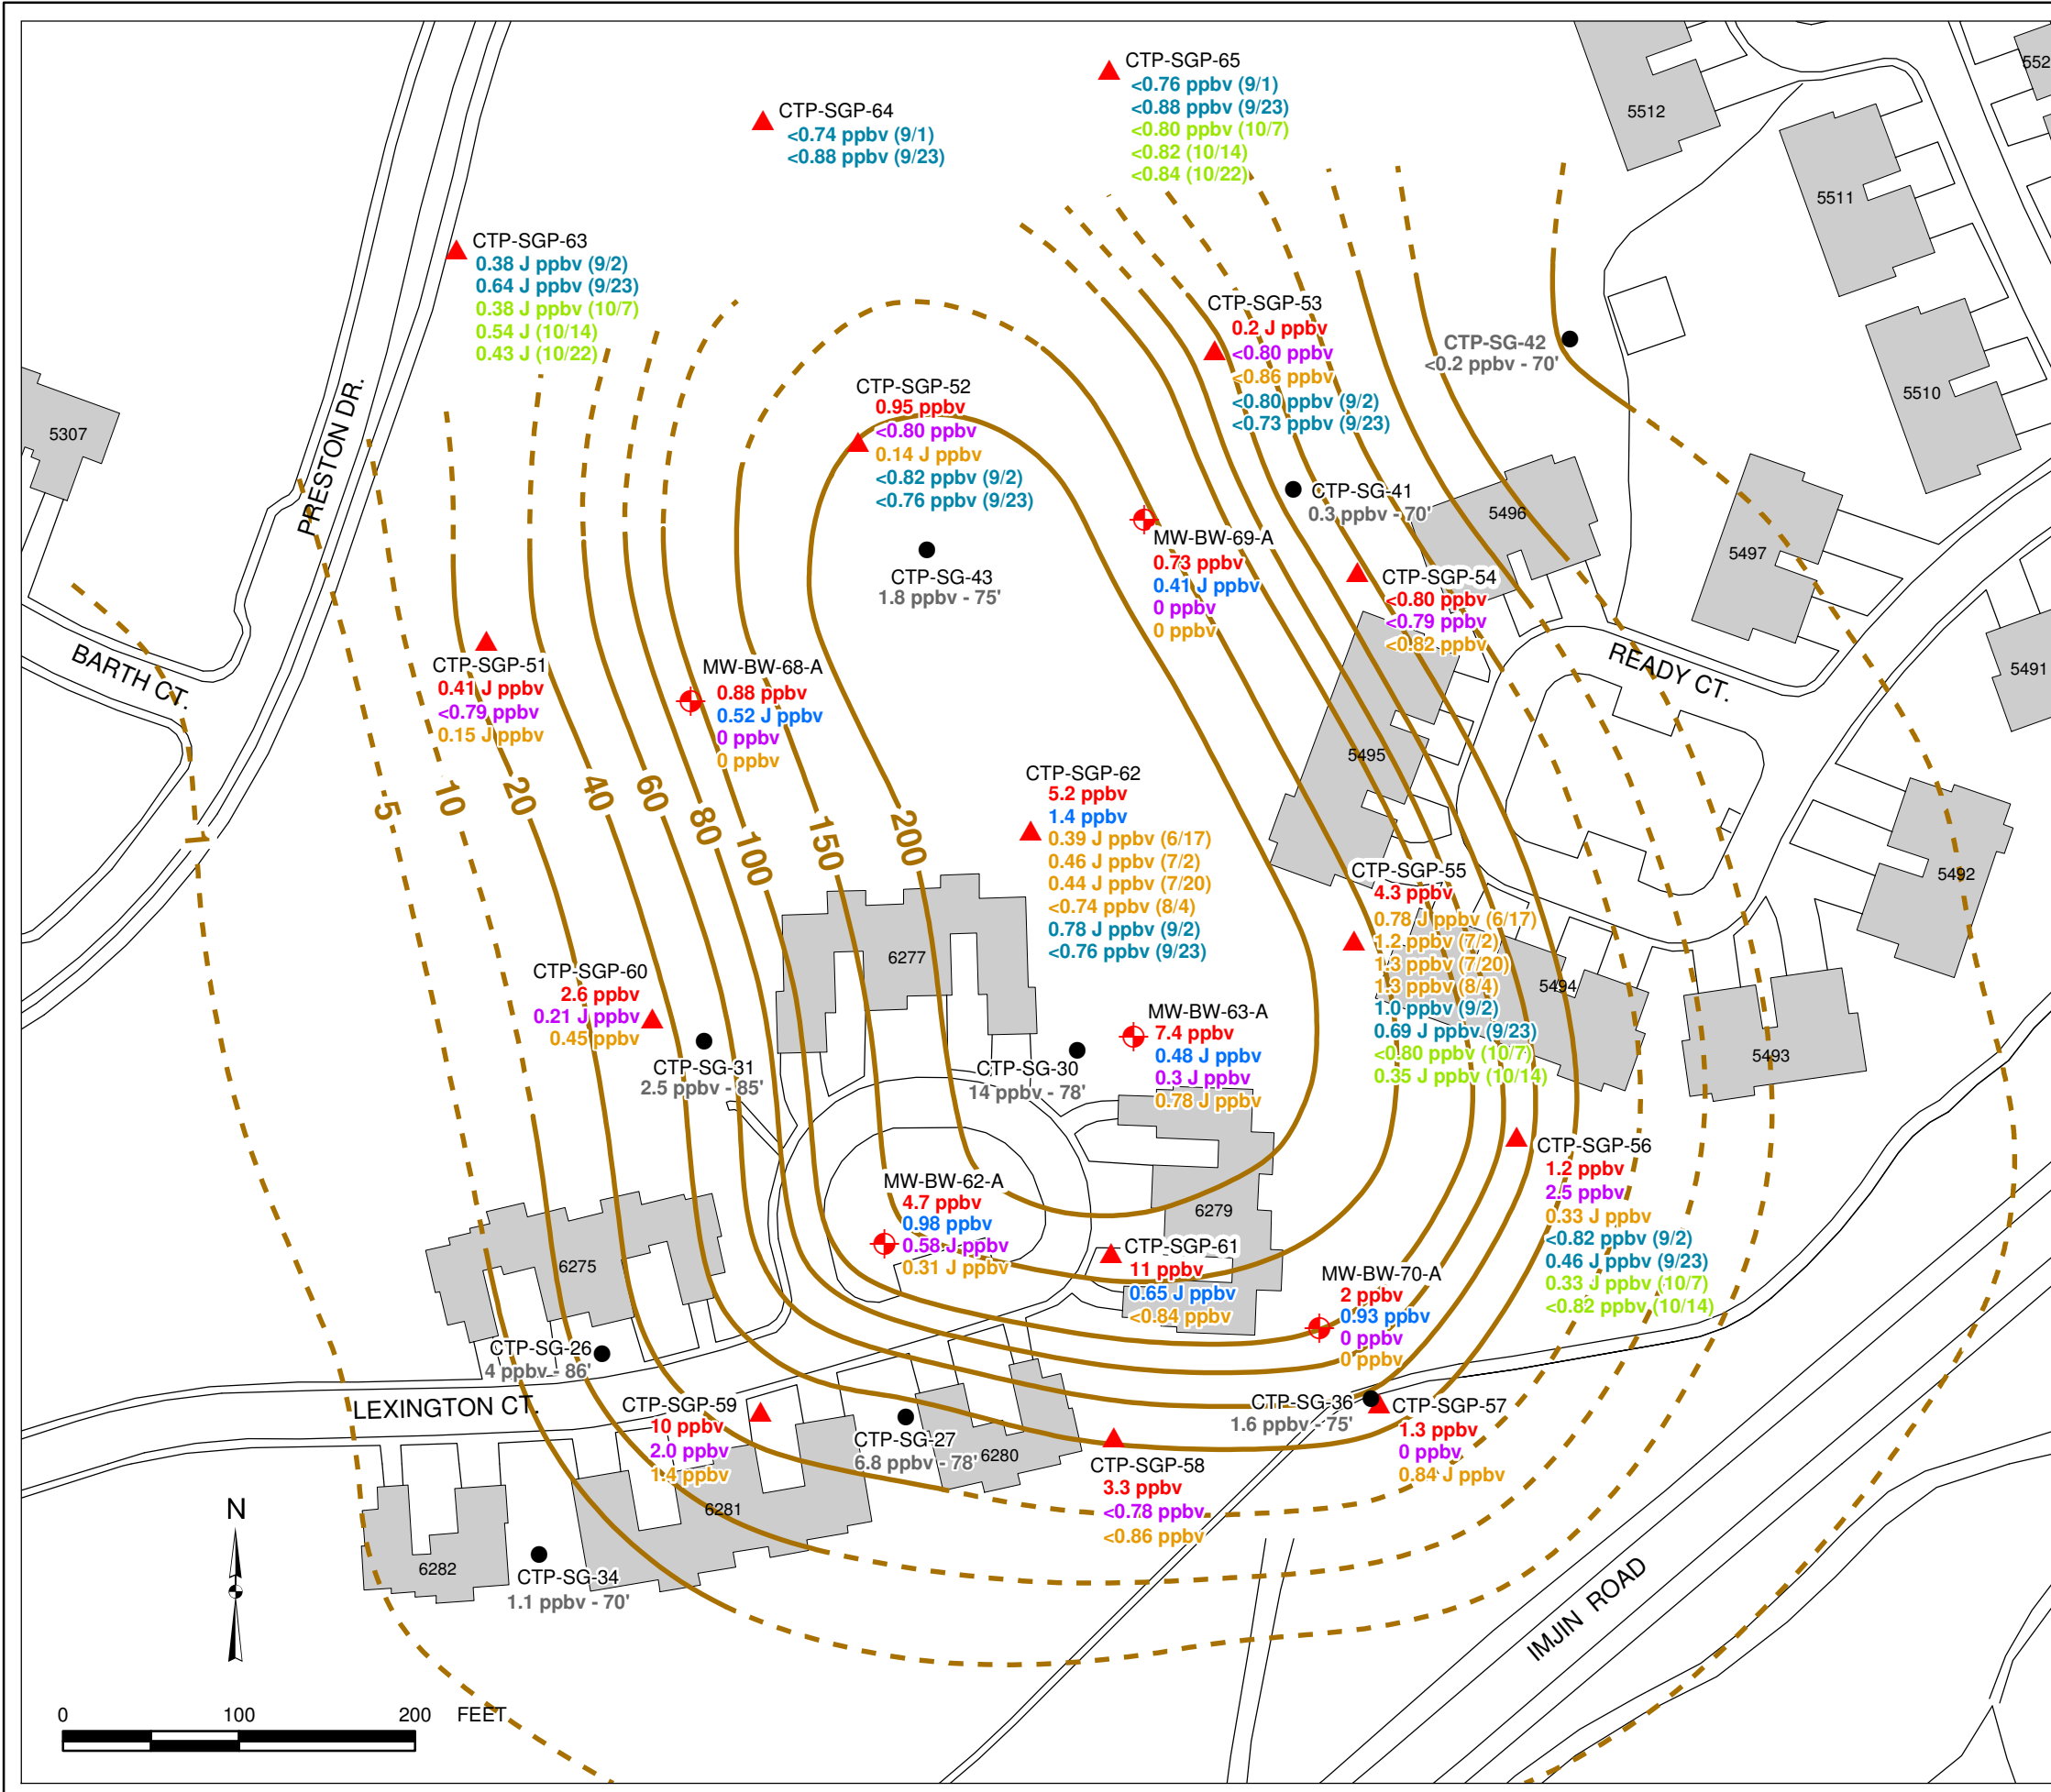 CTP-SGP-65
<0.76 ppbv (9/1)
<0.88 ppbv (9/23)
<0.80 ppbv (10/7)
<0.82 (10/14)
<0.84 (10/22)
CTP-SGP-64
<0.74 ppbv (9/1)
<0.88 ppbv (9/23)
5512
552
5511
5510
CTP-SGP-63
0.38 J ppbv (9/2)
0.64 J ppbv (9/23)
0.38 J ppbv (10/7)
0.54 J (10/14)
0.43 J (10/22)
CTP-SGP-53
0.2 J ppbv
<0.80 ppbv
<0.86 ppbv
<0.80 ppbv (9/2)
<0.73 ppbv (9/23)
CTP-SG-42
<0.2 ppbv - 70'
5307
PRESTON DR.
CTP-SGP-52
0.95 ppbv
<0.80 ppbv
0.14 J ppbv
<0.82 ppbv (9/2)
<0.76 ppbv (9/23)
CTP-SG-41
0.3 ppbv - 70'
5496
5497
CTP-SG-43
1.8 ppbv - 75'
MW-BW-69-A
0.73 ppbv
0.41 J ppbv
0 ppbv
0 ppbv
CTP-SGP-54
<0.80 ppbv
<0.79 ppbv
<0.82 ppbv
BARTH CT.
READY CT.
5491
CTP-SGP-51
0.41 J ppbv
<0.79 ppbv
0.15 J ppbv
MW-BW-68-A
0.88 ppbv
0.52 J ppbv
0 ppbv
0 ppbv
5495
CTP-SGP-62
5.2 ppbv
1.4 ppbv
0.39 J ppbv (6/17)
0.46 J ppbv (7/2)
0.44 J ppbv (7/20)
<0.74 ppbv (8/4)
0.78 J ppbv (9/2)
<0.76 ppbv (9/23)
1
5
10
20
40
60
80
100
150
200
CTP-SGP-55
4.3 ppbv
0.78 J ppbv (6/17)
1.2 ppbv (7/2)
1.3 ppbv (7/20)
1.3 ppbv (8/4)
1.0 ppbv (9/2)
0.69 J ppbv (9/23)
<0.80 ppbv (10/7)
0.35 J ppbv (10/14)
5492
6277
5494
5493
CTP-SGP-60
2.6 ppbv
0.21 J ppbv
0.45 ppbv
CTP-SG-31
2.5 ppbv - 85'
CTP-SG-30
14 ppbv - 78'
MW-BW-63-A
7.4 ppbv
0.48 J ppbv
0.3 J ppbv
0.78 J ppbv
CTP-SGP-56
1.2 ppbv
2.5 ppbv
0.33 J ppbv
<0.82 ppbv (9/2)
0.46 J ppbv (9/23)
0.33 J ppbv (10/7)
<0.82 ppbv (10/14)
MW-BW-62-A
4.7 ppbv
0.98 ppbv
0.58 J ppbv
0.31 J ppbv
6279
6275
CTP-SGP-61
11 ppbv
0.65 J ppbv
<0.84 ppbv
MW-BW-70-A
2 ppbv
0.93 ppbv
0 ppbv
0 ppbv
CTP-SG-26
4 ppbv - 86'
LEXINGTON CT.
CTP-SGP-59
10 ppbv
2.0 ppbv
1.4 ppbv
CTP-SG-27
6.8 ppbv - 78'
6280
CTP-SG-36
1.6 ppbv - 75'
CTP-SGP-57
1.3 ppbv
0 ppbv
0.84 J ppbv
CTP-SGP-58
3.3 ppbv
<0.78 ppbv
<0.86 ppbv
6281
6282
CTP-SG-34
1.1 ppbv - 70'
IMJIN ROAD
N
0 100 200 FEET